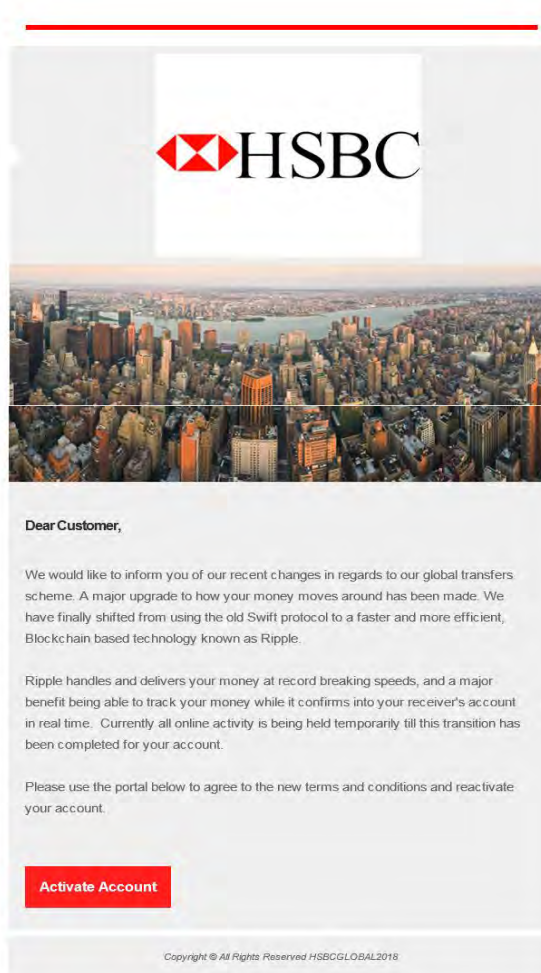 HSBC
Dear Customer,
We would like to inform you of our recent changes in regards to our global transfers
scheme. A major upgrade to how your money moves around has been made. We
have finally shifted from using the old Swift protocol to a faster and more efficient,
Blockchain based technology known as Ripple.
Ripple handles and delivers your money at record breaking speeds, and a major
benefit being able to track your money while it confirms into your receiver's account
in real time. Currently all online activity is being held temporarily till this transition has
been completed for your account.
Please use the portal below to agree to the new terms and conditions and reactivate
your account.
Activate Account
Copyright © All Rights Reserved HSBCGLOBAL2018